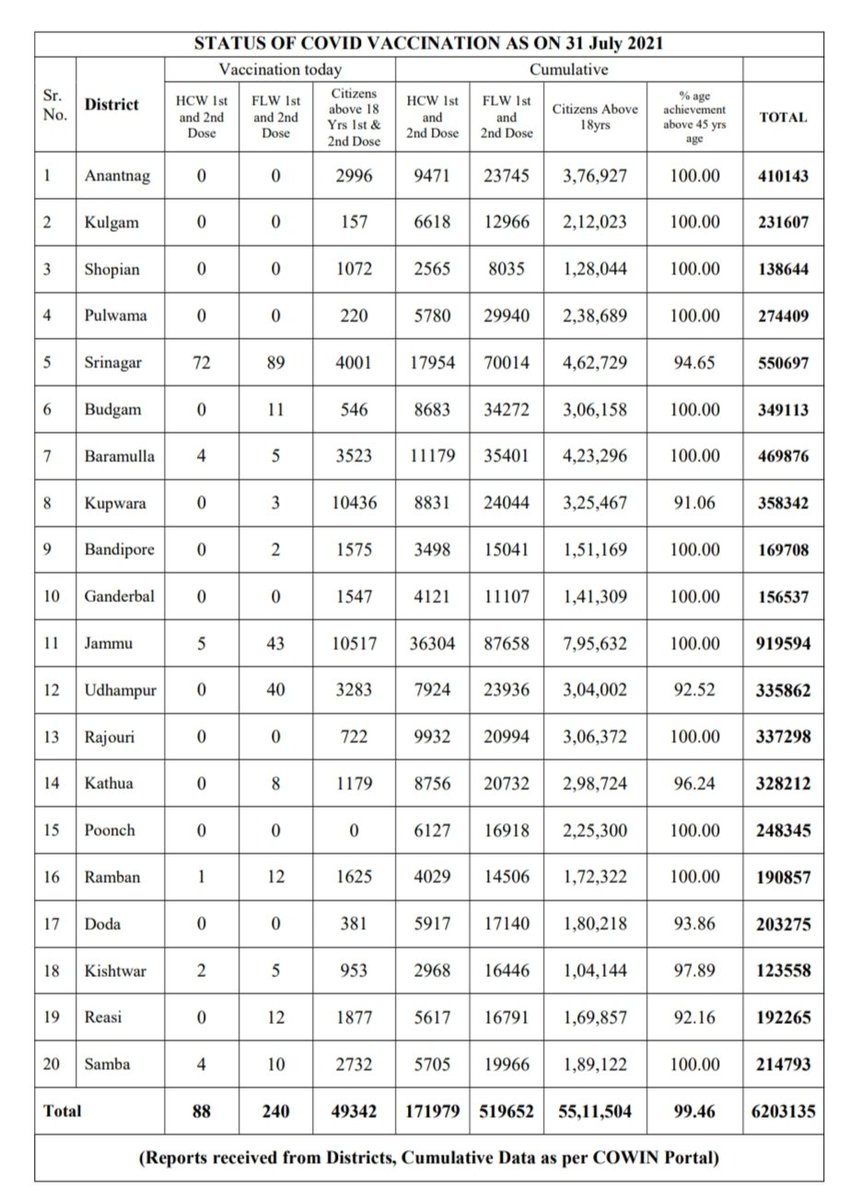 STATUS OF COVID VACCINATION AS ON 31 July 2021
Sr. No. District Vaccination today Cumulative
HCW 1st and 2nd Dose FLW 1st and 2nd Dose Citizens above 18 Yrs 1st & 2nd Dose HCW 1st and 2nd Dose FLW 1st and 2nd Dose Citizens Above 18yrs % age achievement above 45 yrs age TOTAL
1 Anantnag 0 0 2996 9471 23745 3,76,927 100.00 410143
2 Kulgam 0 0 157 6618 12966 2,12,023 100.00 231607
3 Shopian 0 0 1072 2565 8035 1,28,044 100.00 138644
4 Pulwama 0 0 220 5780 29940 2,38,689 100.00 274409
5 Srinagar 72 89 4001 17954 70014 4,62,729 94.65 550697
6 Budgam 0 11 546 8683 34272 3,06,158 100.00 349113
7 Baramulla 4 5 3523 11179 35401 4,23,296 100.00 469876
8 Kupwara 0 3 10436 8831 24044 3,25,467 91.06 358342
9 Bandipore 0 2 1575 3498 15041 1,51,169 100.00 169708
10 Ganderbal 0 0 1547 4121 11107 1,41,309 100.00 156537
11 Jammu 5 43 10517 36304 87658 7,95,632 100.00 919594
12 Udhampur 0 40 3283 7924 23936 3,04,002 92.52 335862
13 Rajouri 0 0 722 9932 20994 3,06,372 100.00 337298
14 Kathua 0 8 1179 8756 20732 2,98,724 96.24 328212
15 Poonch 0 0 0 6127 16918 2,25,300 100.00 248345
16 Ramban 1 12 1625 4029 14506 1,72,322 100.00 190857
17 Doda 0 0 381 5917 17140 1,80,218 93.86 203275
18 Kishtwar 2 5 953 2968 16446 1,04,144 97.89 123558
19 Reasi 0 12 1877 5617 16791 1,69,857 92.16 192265
20 Samba 4 10 2732 5705 19966 1,89,122 100.00 214793
Total 88 240 49342 171979 519652 55,11,504 99.46 6203135
(Reports received from Districts, Cumulative Data as per COWIN Portal)